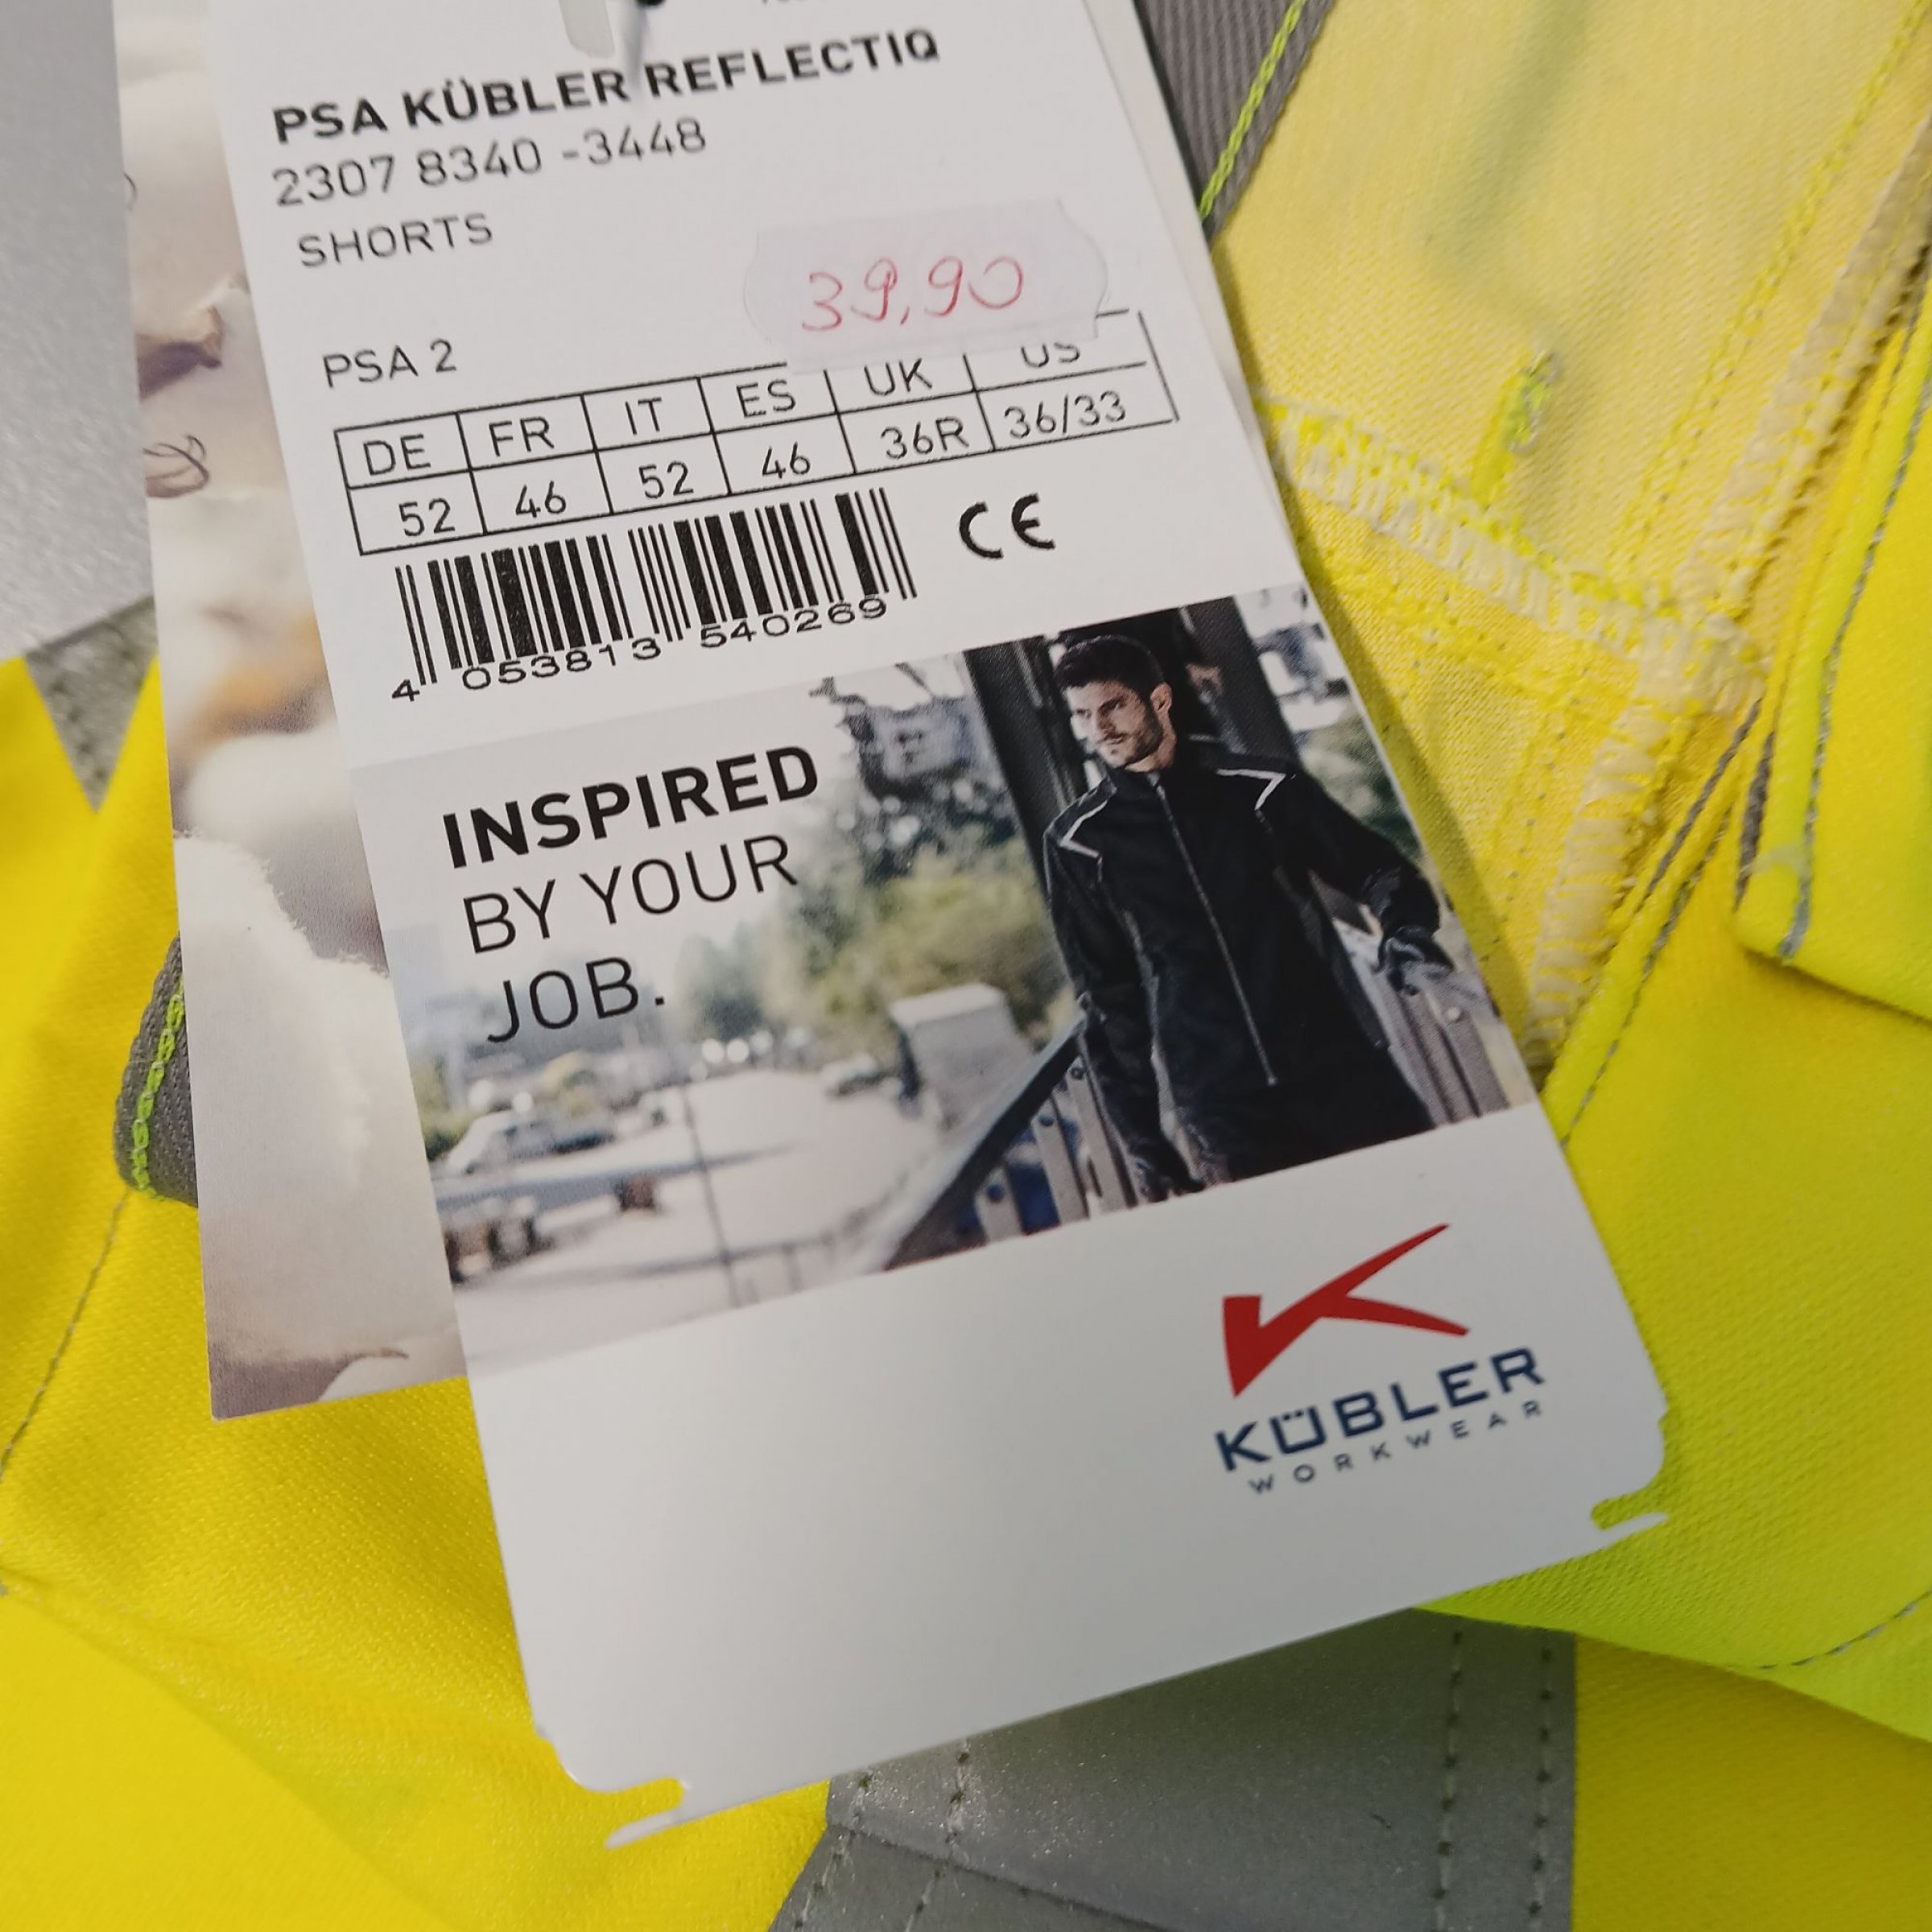 PSA KÜBLER REFLECTIQ
2307 8340 -3448
SHORTS
39,90
PSA 2
DE FR IT ES UK US
52 46 52 46 36R 36/33
CE
4 053813 540269
INSPIRED
BY YOUR
JOB.
KÜBLER
WORKWEAR